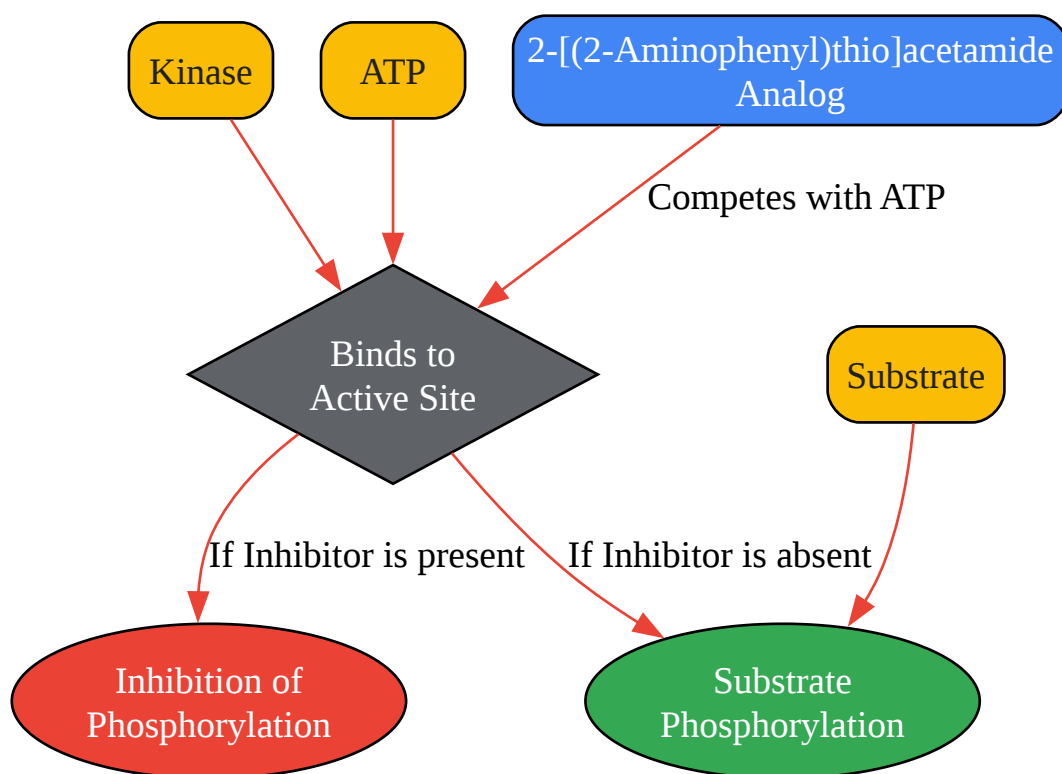 Kinase
ATP
2-[(2-Aminophenyl)thio]acetamide
Analog
Competes with ATP
Binds to
Active Site
Substrate
If Inhibitor is present
If Inhibitor is absent
Inhibition of
Phosphorylation
Substrate
Phosphorylation